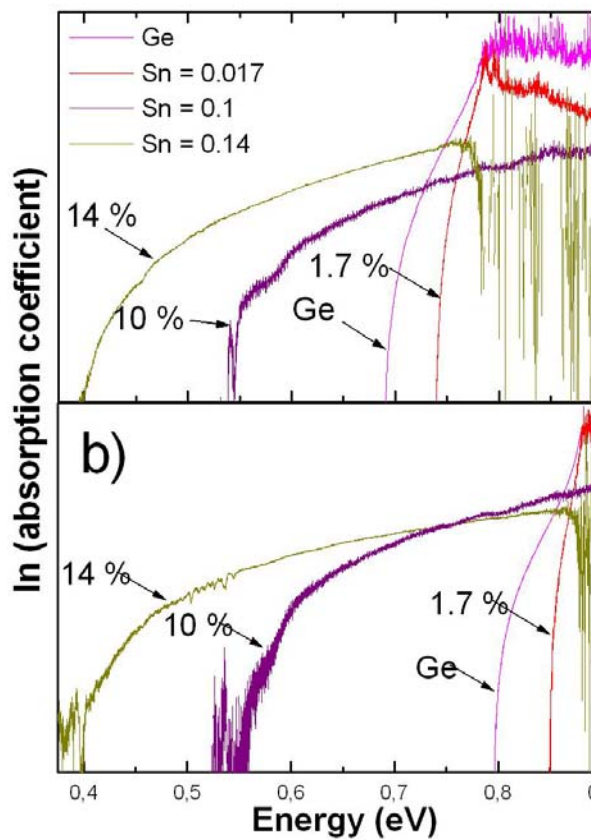 Ge
Sn = 0.017
Sn = 0.1
Sn = 0.14
14 %
10 %
1.7 %
Ge
b)
14 %
10 %
1.7 %
Ge
ln (absorption coefficient)
0,4 0,5 0,6 0,7 0,8
Energy (eV)